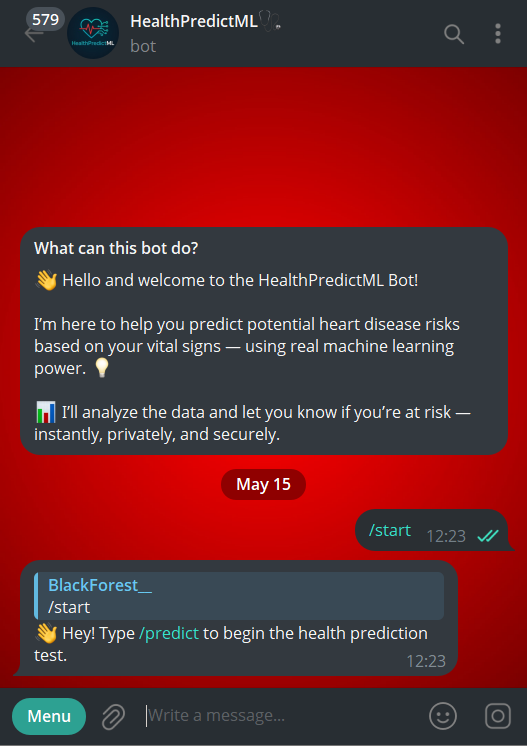 579
HealthPredictML
bot
HealthPredictML
What can this bot do?
👋 Hello and welcome to the HealthPredictML Bot!
I’m here to help you predict potential heart disease risks
based on your vital signs — using real machine learning
power. 💡
📊 I’ll analyze the data and let you know if you’re at risk —
instantly, privately, and securely.
May 15
/start 12:23
BlackForest__
/start
👋 Hey! Type /predict to begin the health prediction
test.
12:23
Menu
Write a message...